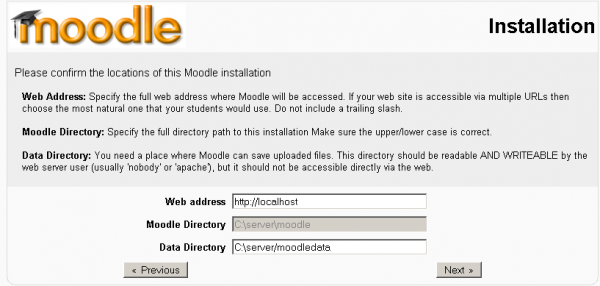 moodle
Installation
Please confirm the locations of this Moodle installation
Web Address: Specify the full web address where Moodle will be accessed. If your web site is accessible via multiple URLs then
choose the most natural one that your students would use. Do not include a trailing slash.
Moodle Directory: Specify the full directory path to this installation Make sure the upper/lower case is correct.
Data Directory: You need a place where Moodle can save uploaded files. This directory should be readable AND WRITEABLE by the
web server user (usually 'nobody' or 'apache'), but it should not be accessible directly via the web.
Web address http://localhost
Moodle Directory C:\server\moodle
Data Directory C:\server/moodledata
« Previous Next »